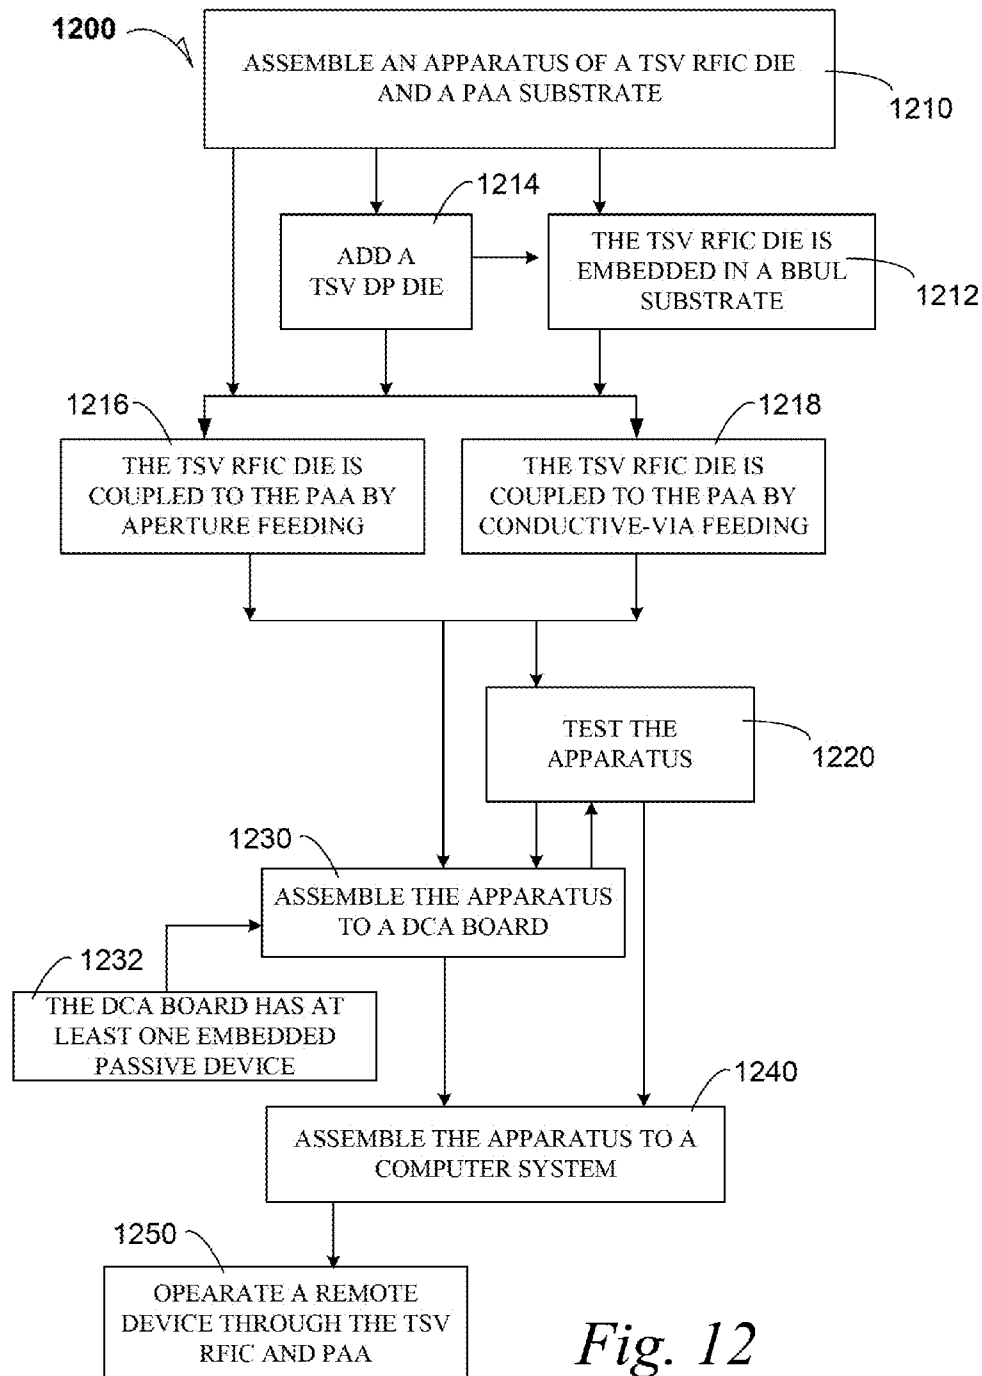 1200
ASSEMBLE AN APPARATUS OF A TSV RFIC DIE
AND A PAA SUBSTRATE
1210
1214
ADD A
TSV DP DIE
THE TSV RFIC DIE IS
EMBEDDED IN A BBUL
SUBSTRATE
1212
1216
THE TSV RFIC DIE IS
COUPLED TO THE PAA BY
APERTURE FEEDING
1218
THE TSV RFIC DIE IS
COUPLED TO THE PAA BY
CONDUCTIVE-VIA FEEDING
TEST THE
APPARATUS
1220
1230
ASSEMBLE THE APPARATUS
TO A DCA BOARD
1232
THE DCA BOARD HAS AT
LEAST ONE EMBEDDED
PASSIVE DEVICE
1240
ASSEMBLE THE APPARATUS TO A
COMPUTER SYSTEM
1250
OPEARATE A REMOTE
DEVICE THROUGH THE TSV
RFIC AND PAA
Fig. 12